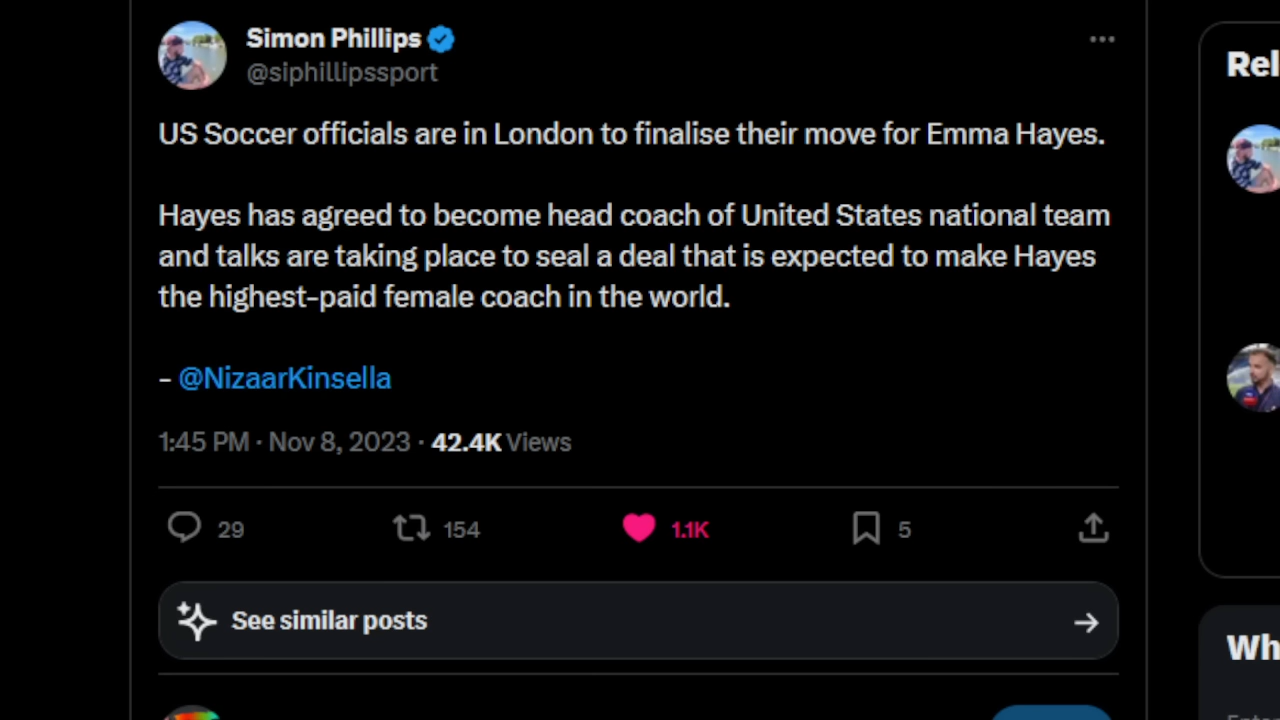 Simon Phillips
@siphillipssport
Rel
US Soccer officials are in London to finalise their move for Emma Hayes.
Hayes has agreed to become head coach of United States national team
and talks are taking place to seal a deal that is expected to make Hayes
the highest-paid female coach in the world.
– @NizaarKinsella
1:45 PM · Nov 8, 2023 · 42.4K Views
29 154 1.1K 5
See similar posts
Wh